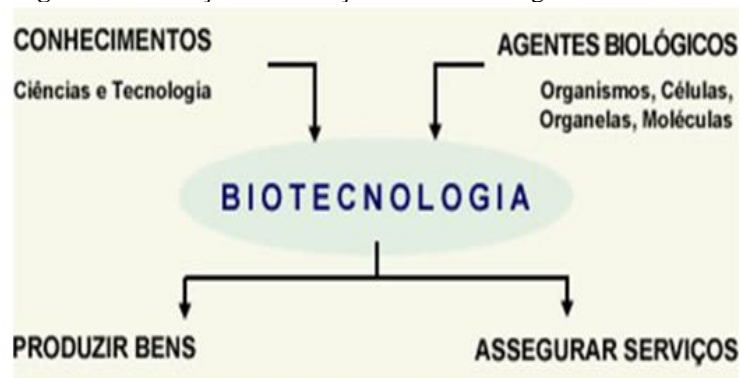 CONHECIMENTOS
Ciências e Tecnologia
AGENTES BIOLÓGICOS
Organismos, Células,
Organelas, Moléculas
BIOTECNOLOGIA
PRODUZIR BENS
ASSEGURAR SERVIÇOS